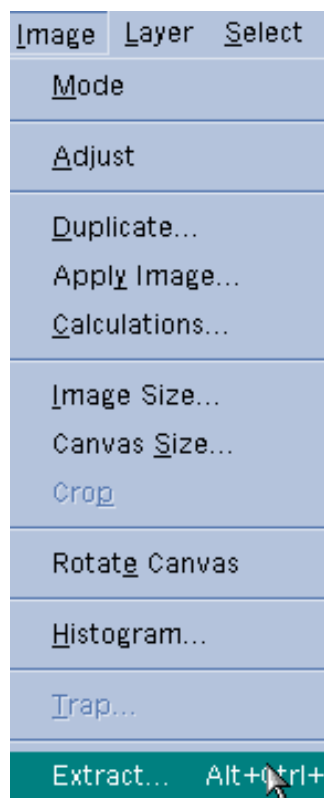 Image Layer Select
Mode
Adjust
Duplicate...
Apply Image...
Calculations...
Image Size...
Canvas Size...
Crop
Rotate Canvas
Histogram...
Trap...
Extract... Alt+Ctrl+